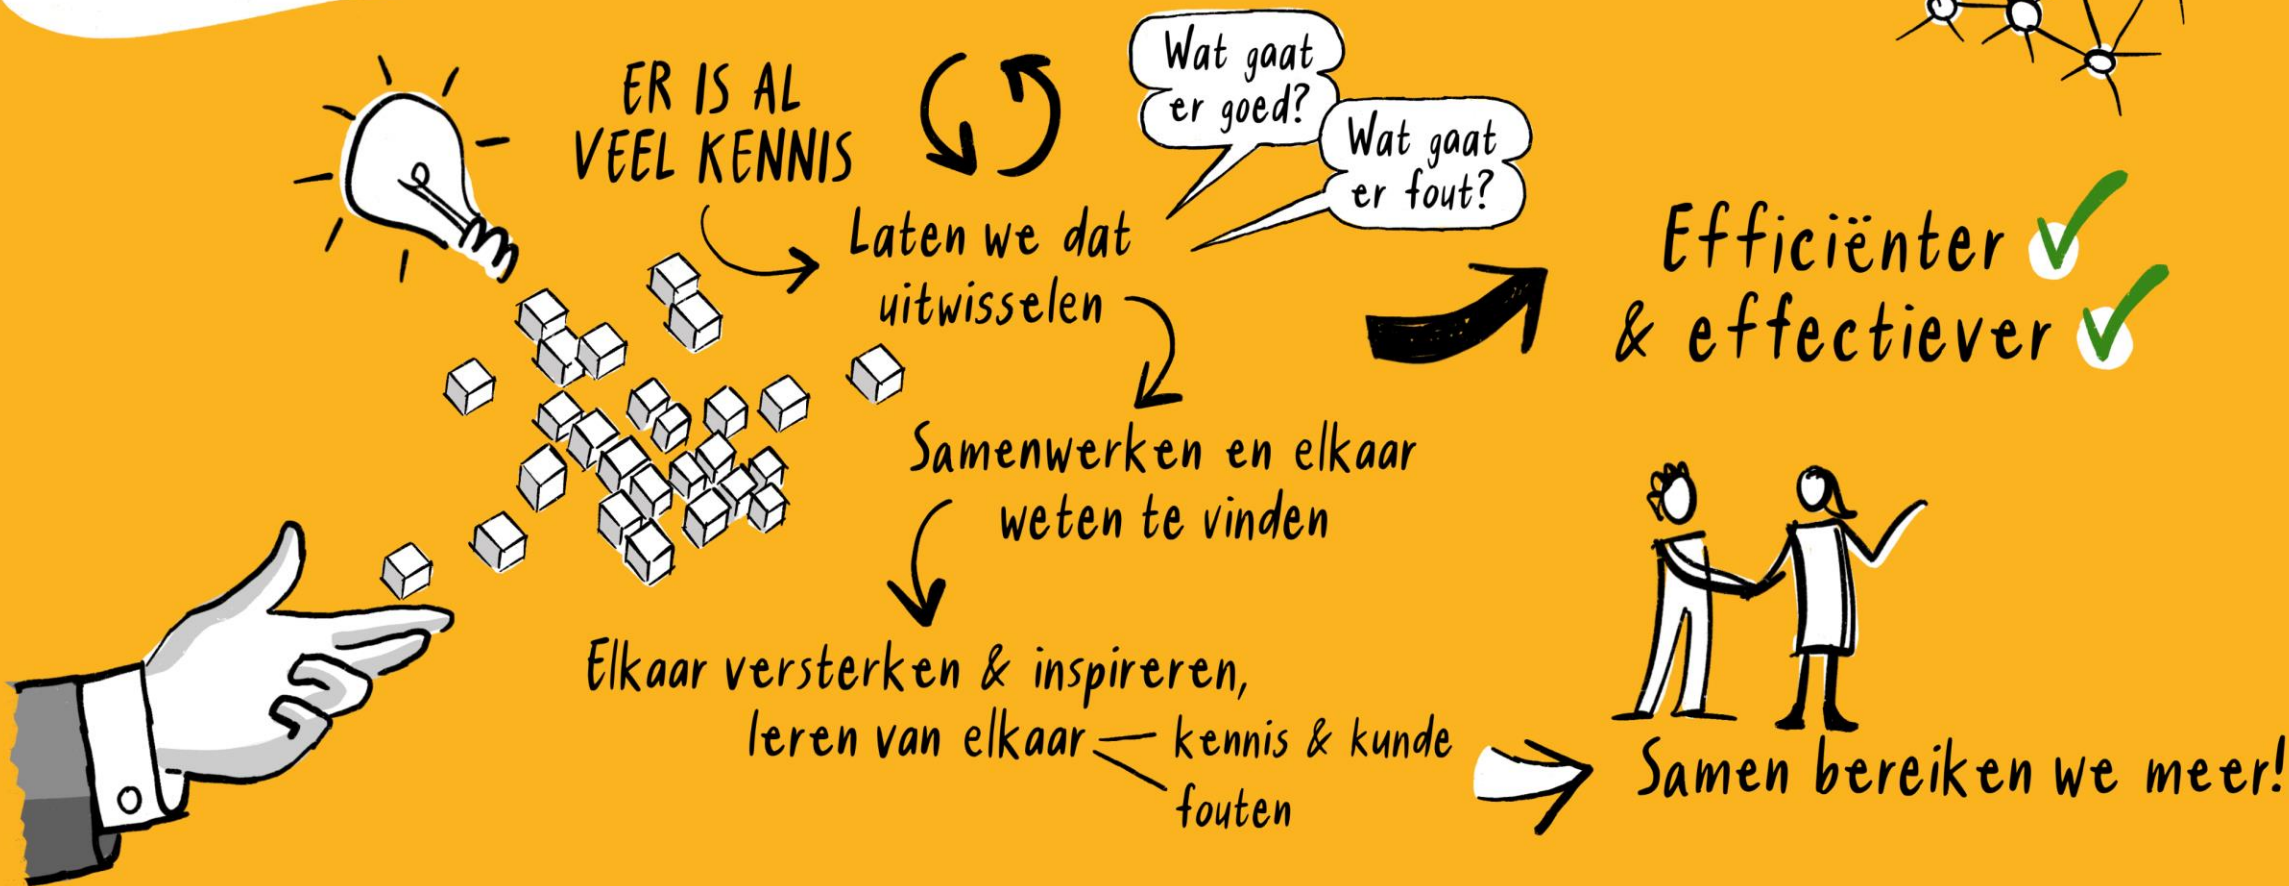 ER IS AL
VEEL KENNIS
Wat gaat
er goed?
Wat gaat
er fout?
Laten we dat
uitwisselen
Efficiënter
& effectiever
Samenwerken en elkaar
weten te vinden
Elkaar versterken & inspireren,
leren van elkaar — kennis & kunde
fouten
Samen bereiken we meer!